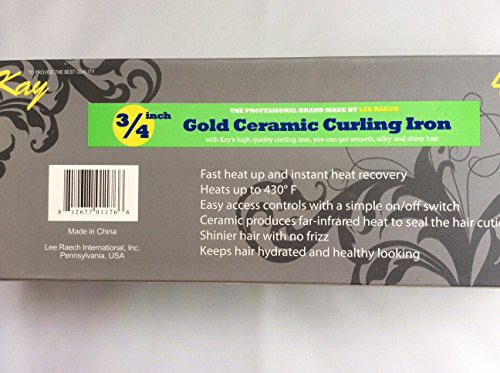 Kay
TO PROVIDE THE BEST QUALITY
THE PROFESSIONAL BRAND MADE BY LEE RAECH
3/4 inch
Gold Ceramic Curling Iron
with Kay's high quality curling iron, you can get smooth, silky and shiny hair
Fast heat up and instant heat recovery
Heats up to 430° F
Easy access controls with a simple on/off switch
Ceramic produces far-infrared heat to seal the hair
Shinier hair with no frizz
Keeps hair hydrated and healthy looking
8 12677 01176 6
Made in China
Lee Raech International, Inc.
Pennsylvania, USA